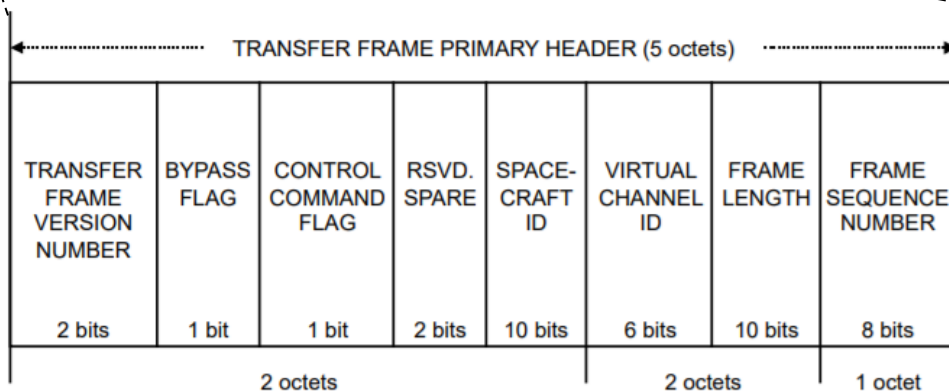 TRANSFER FRAME PRIMARY HEADER (5 octets)
TRANSFER
FRAME
VERSION
NUMBER
2 bits
BYPASS
FLAG
1 bit
CONTROL
COMMAND
FLAG
1 bit
RSVD.
SPARE
2 bits
SPACE-
CRAFT
ID
10 bits
VIRTUAL
CHANNEL
ID
6 bits
FRAME
LENGTH
10 bits
FRAME
SEQUENCE
NUMBER
8 bits
2 octets
2 octets
1 octet